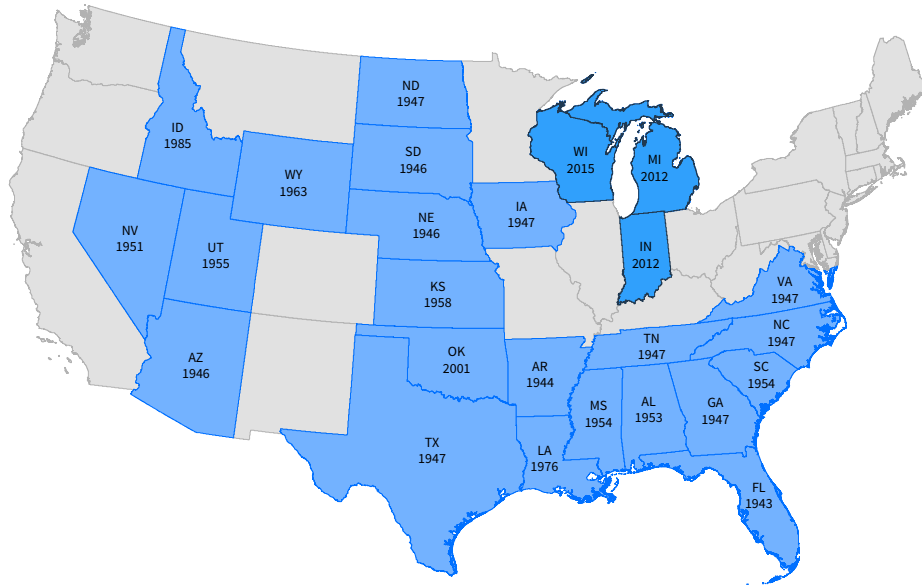 ND
1947
ID
1985
WI
2015
MI
2012
SD
1946
WY
1963
IA
1947
NE
1946
NV
1951
UT
1955
IN
2012
KS
1958
VA
1947
NC
1947
TN
1947
AZ
1946
OK
2001
AR
1944
SC
1954
MS
1954
AL
1953
GA
1947
TX
1947
LA
1976
FL
1943